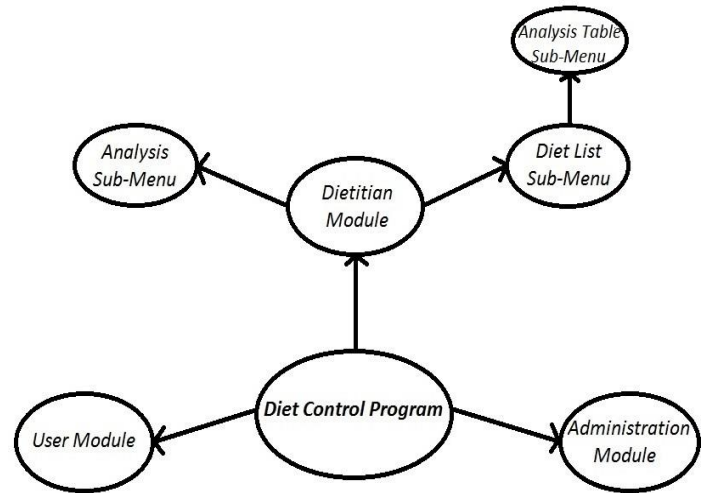 Analysis Table
Sub-Menu
Analysis
Sub-Menu
Dietitian
Module
Diet List
Sub-Menu
Diet Control Program
User Module
Administration
Module